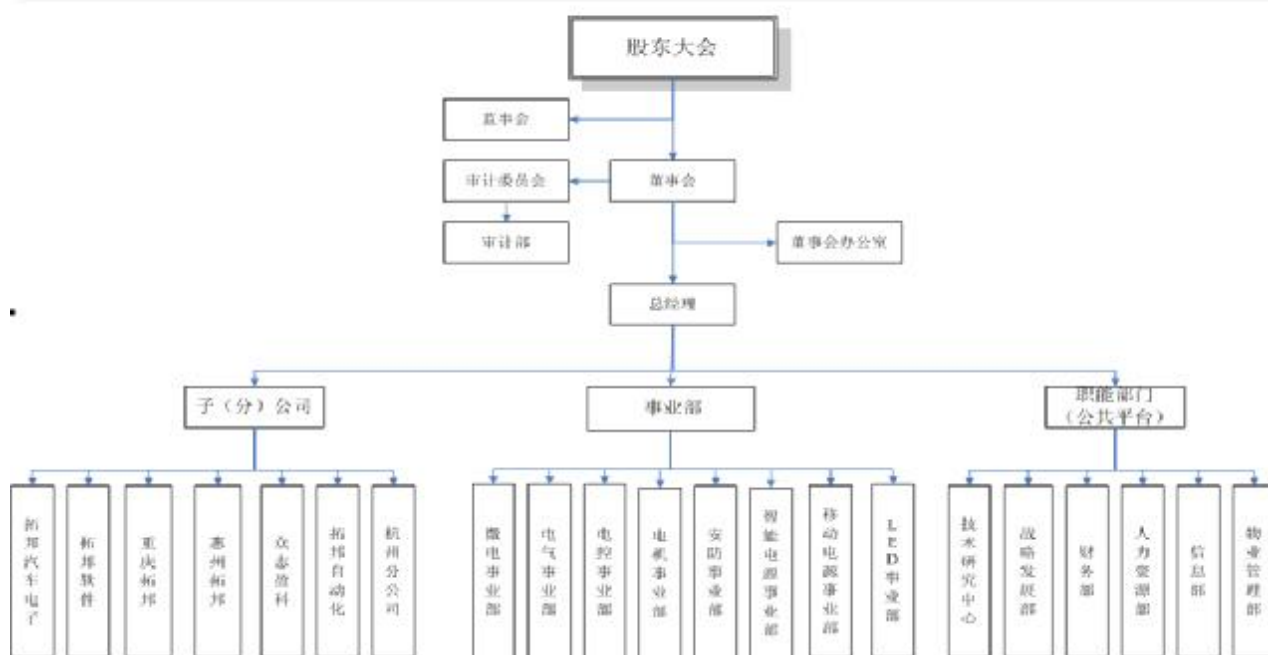 股东大会
监事会
审计委员会
董事会
审计部
董事会办公室
总经理
子（分）公司
事业部
职能部门
（公共平台）
拓邦汽车电子
拓邦软件
重庆拓邦
惠州拓邦
众志盈科
拓邦自动化
杭州分公司
微电事业部
电气事业部
电控事业部
电机事业部
安防事业部
智能电源事业部
移动电源事业部
LED事业部
技术研究中心
战略发展部
财务部
人力资源部
信息部
物业管理部